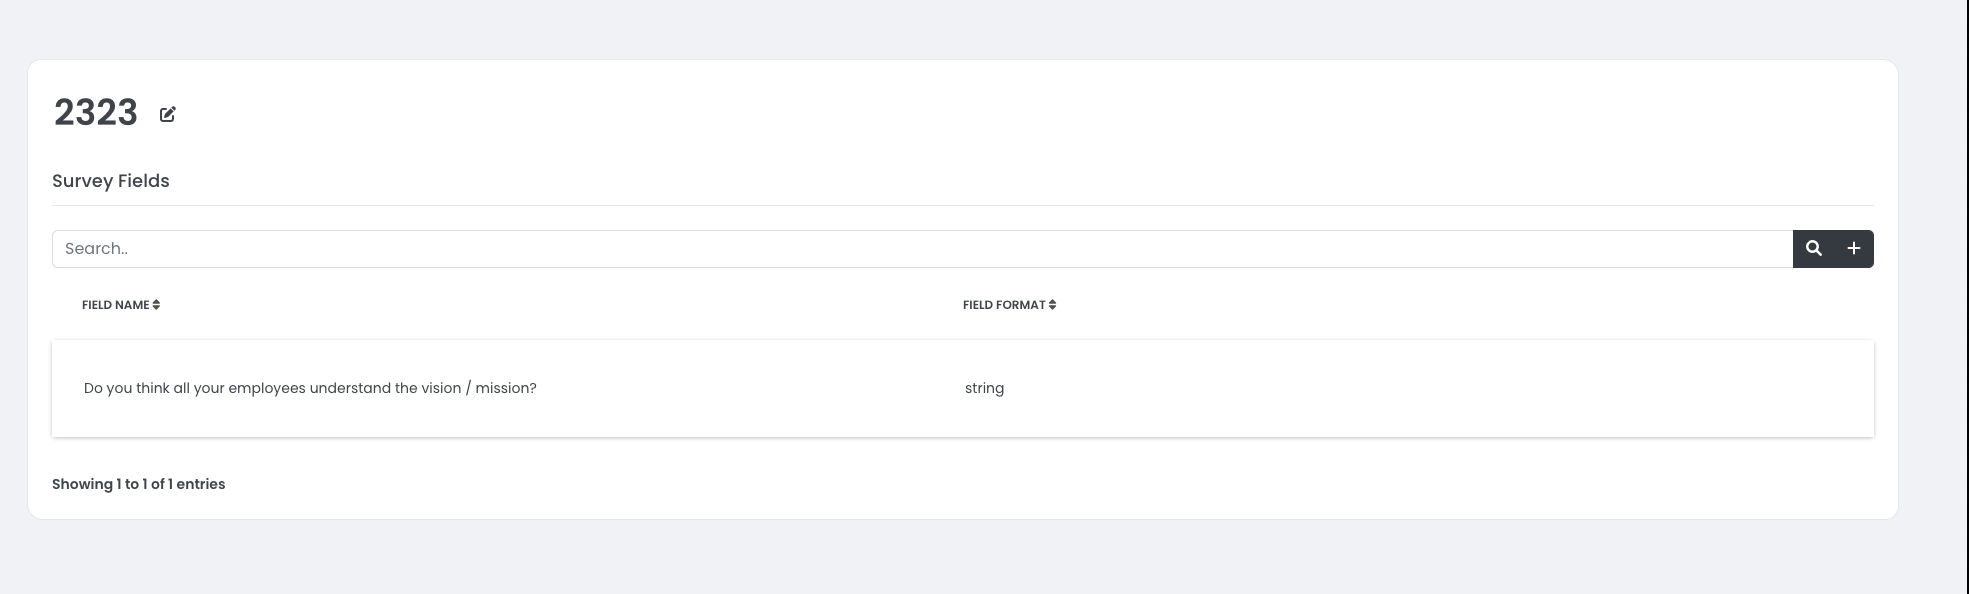 2323
Survey Fields
Search..
FIELD NAME FIELD FORMAT
Do you think all your employees understand the vision / mission? string
Showing 1 to 1 of 1 entries